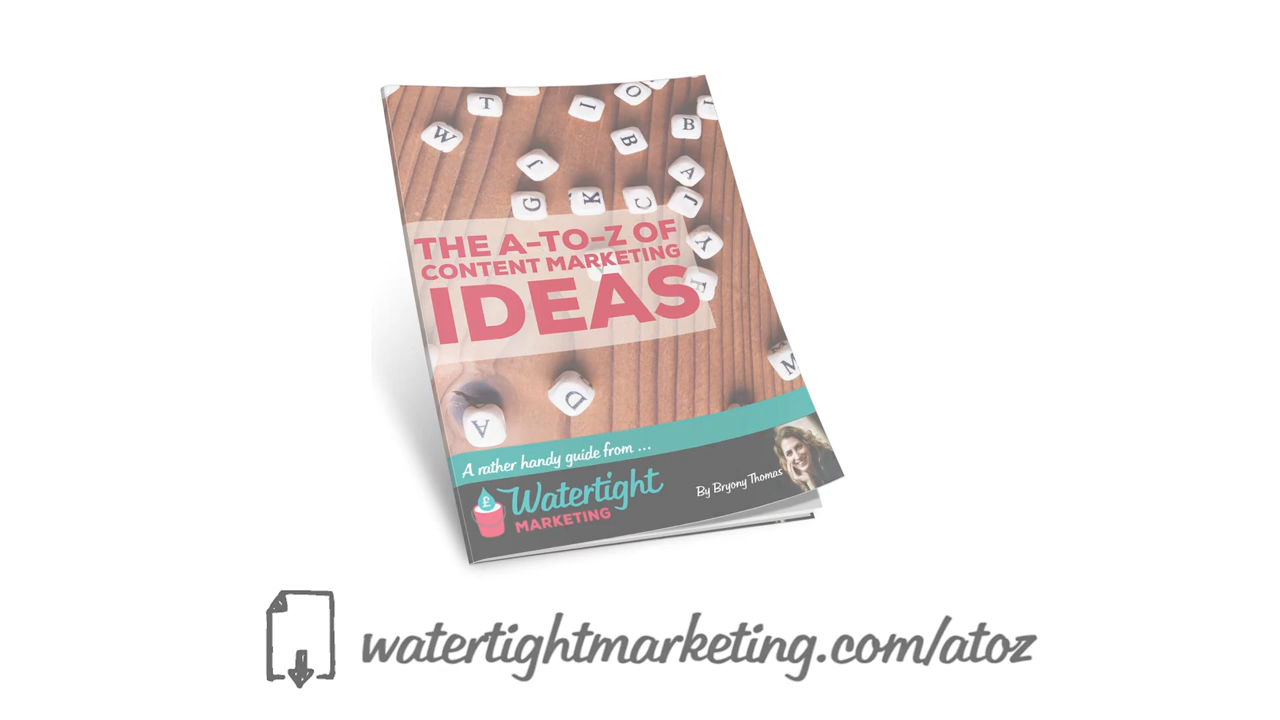 T
I
O
I
W
B
B
J
A
G
K
C
J
Y
THE A-TO-Z OF
CONTENT MARKETING
IDEAS
F
M
D
A
A rather handy guide from ...
£
Watertight
MARKETING
By Bryony Thomas
watertightmarketing.com/atoz